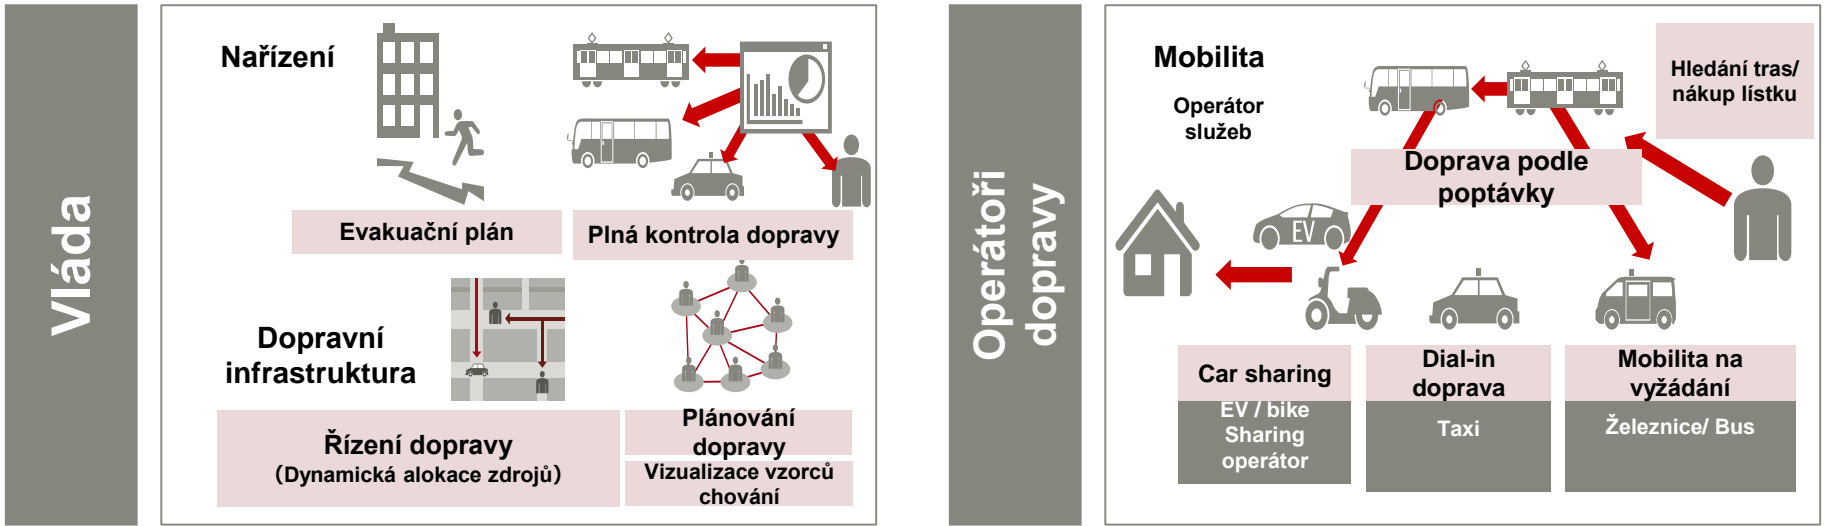 Vláda
Nařízení
Evakuační plán
Plná kontrola dopravy
Dopravní
infrastruktura
Řízení dopravy
(Dynamická alokace zdrojů)
Plánování
dopravy
Vizualizace vzorců
chování
Operátoři
dopravy
Mobilita
Operátor
služeb
Hledání tras/
nákup lístku
Doprava podle
poptávky
EV
Car sharing
EV / bike
Sharing
operátor
Dial-in
doprava
Taxi
Mobilita na
vyžádání
Železnice/ Bus